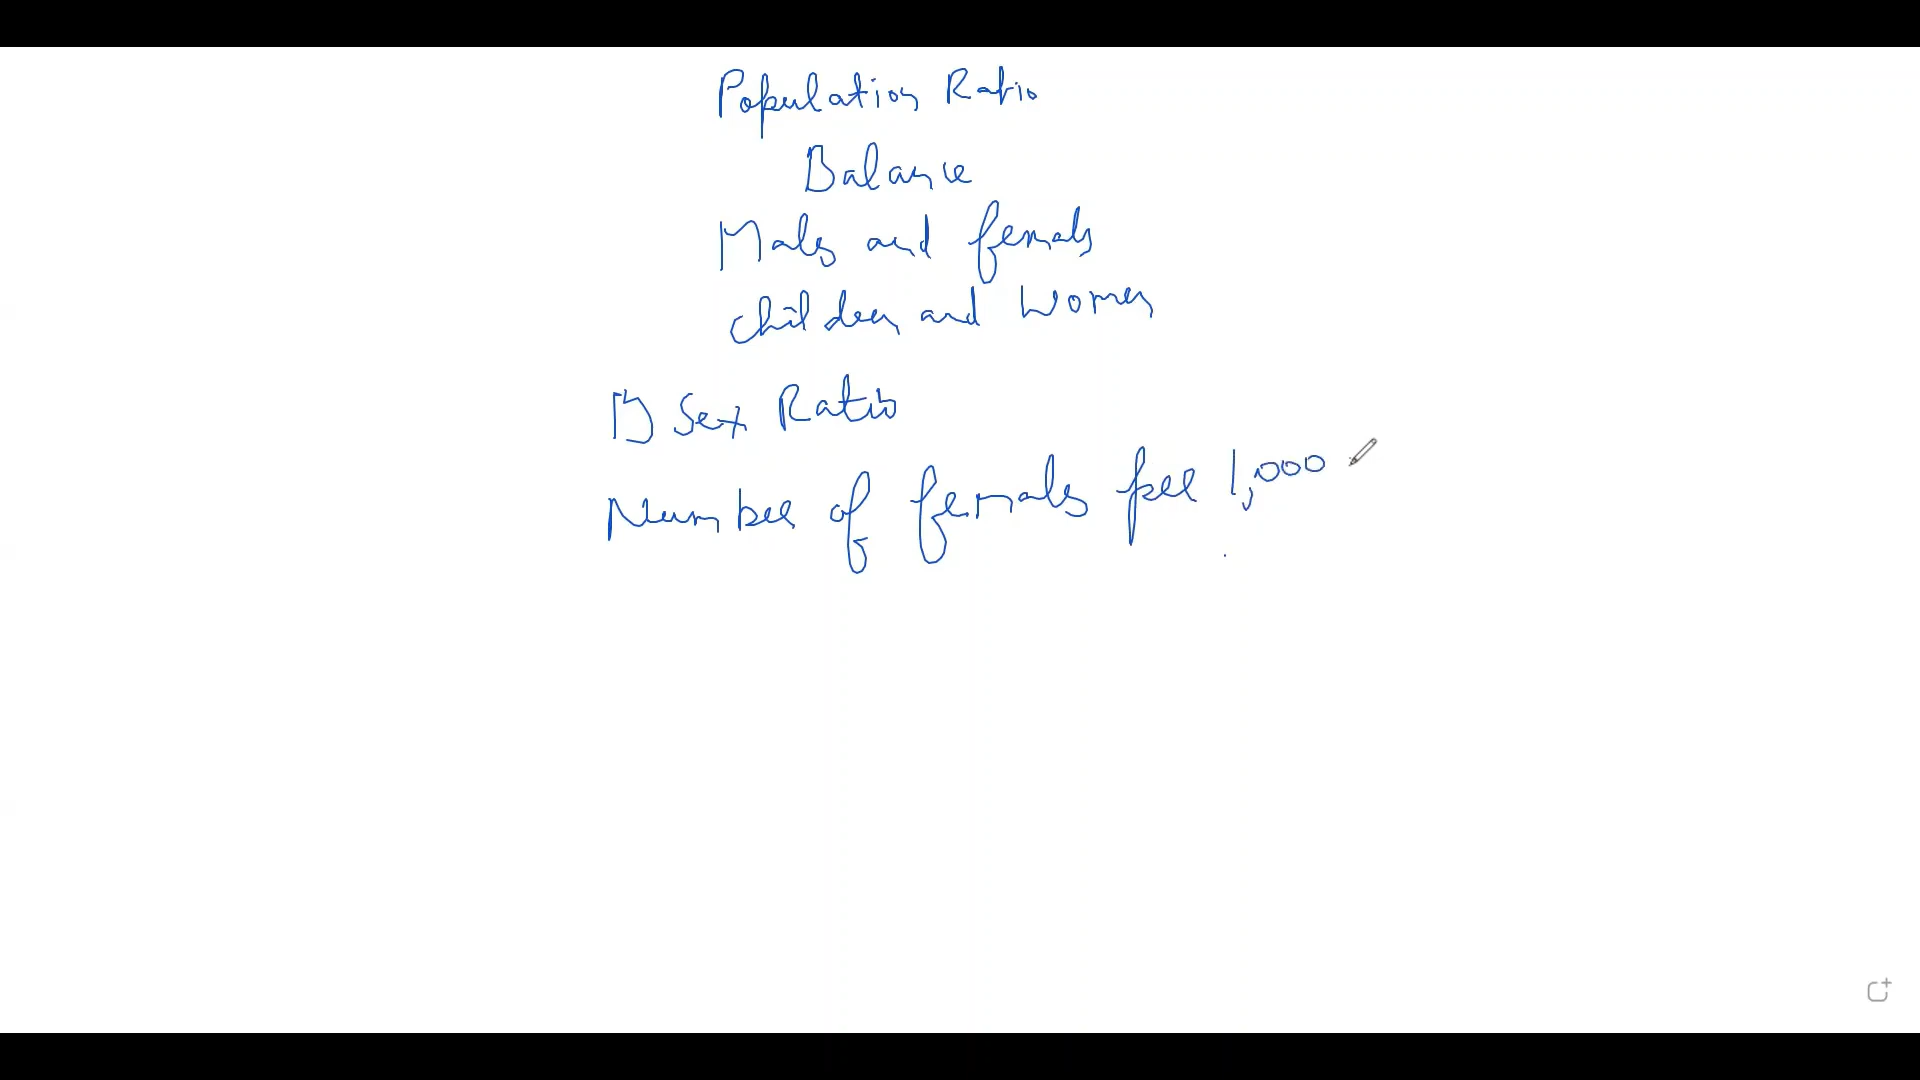 Population Ratio
Balance
Males and females
Children and Women
1) Sex Ratio
Number of females per 1,000